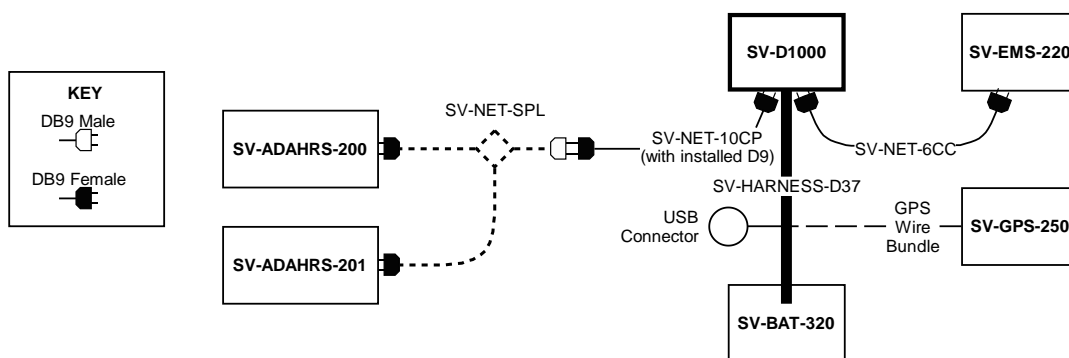 KEY
DB9 Male
DB9 Female
SV-ADAHRS-200
SV-ADAHRS-201
SV-NET-SPL
SV-NET-10CP
(with installed D9)
SV-D1000
SV-EMS-220
SV-NET-6CC
SV-HARNESS-D37
USB
Connector
GPS
Wire
Bundle
SV-GPS-250
SV-BAT-320